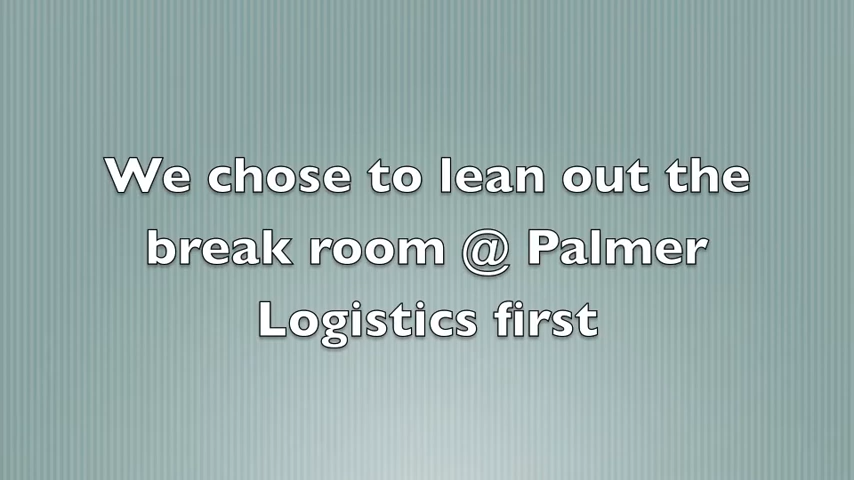 We chose to lean out the
break room @ Palmer
Logistics first